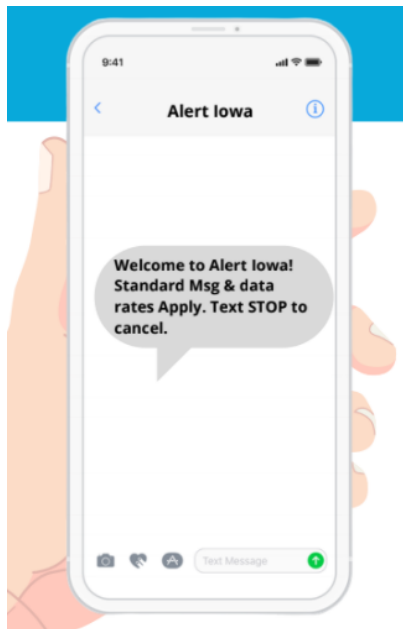 9:41
Alert Iowa
Welcome to Alert Iowa!
Standard Msg & data
rates Apply. Text STOP to
cancel.
Text Message